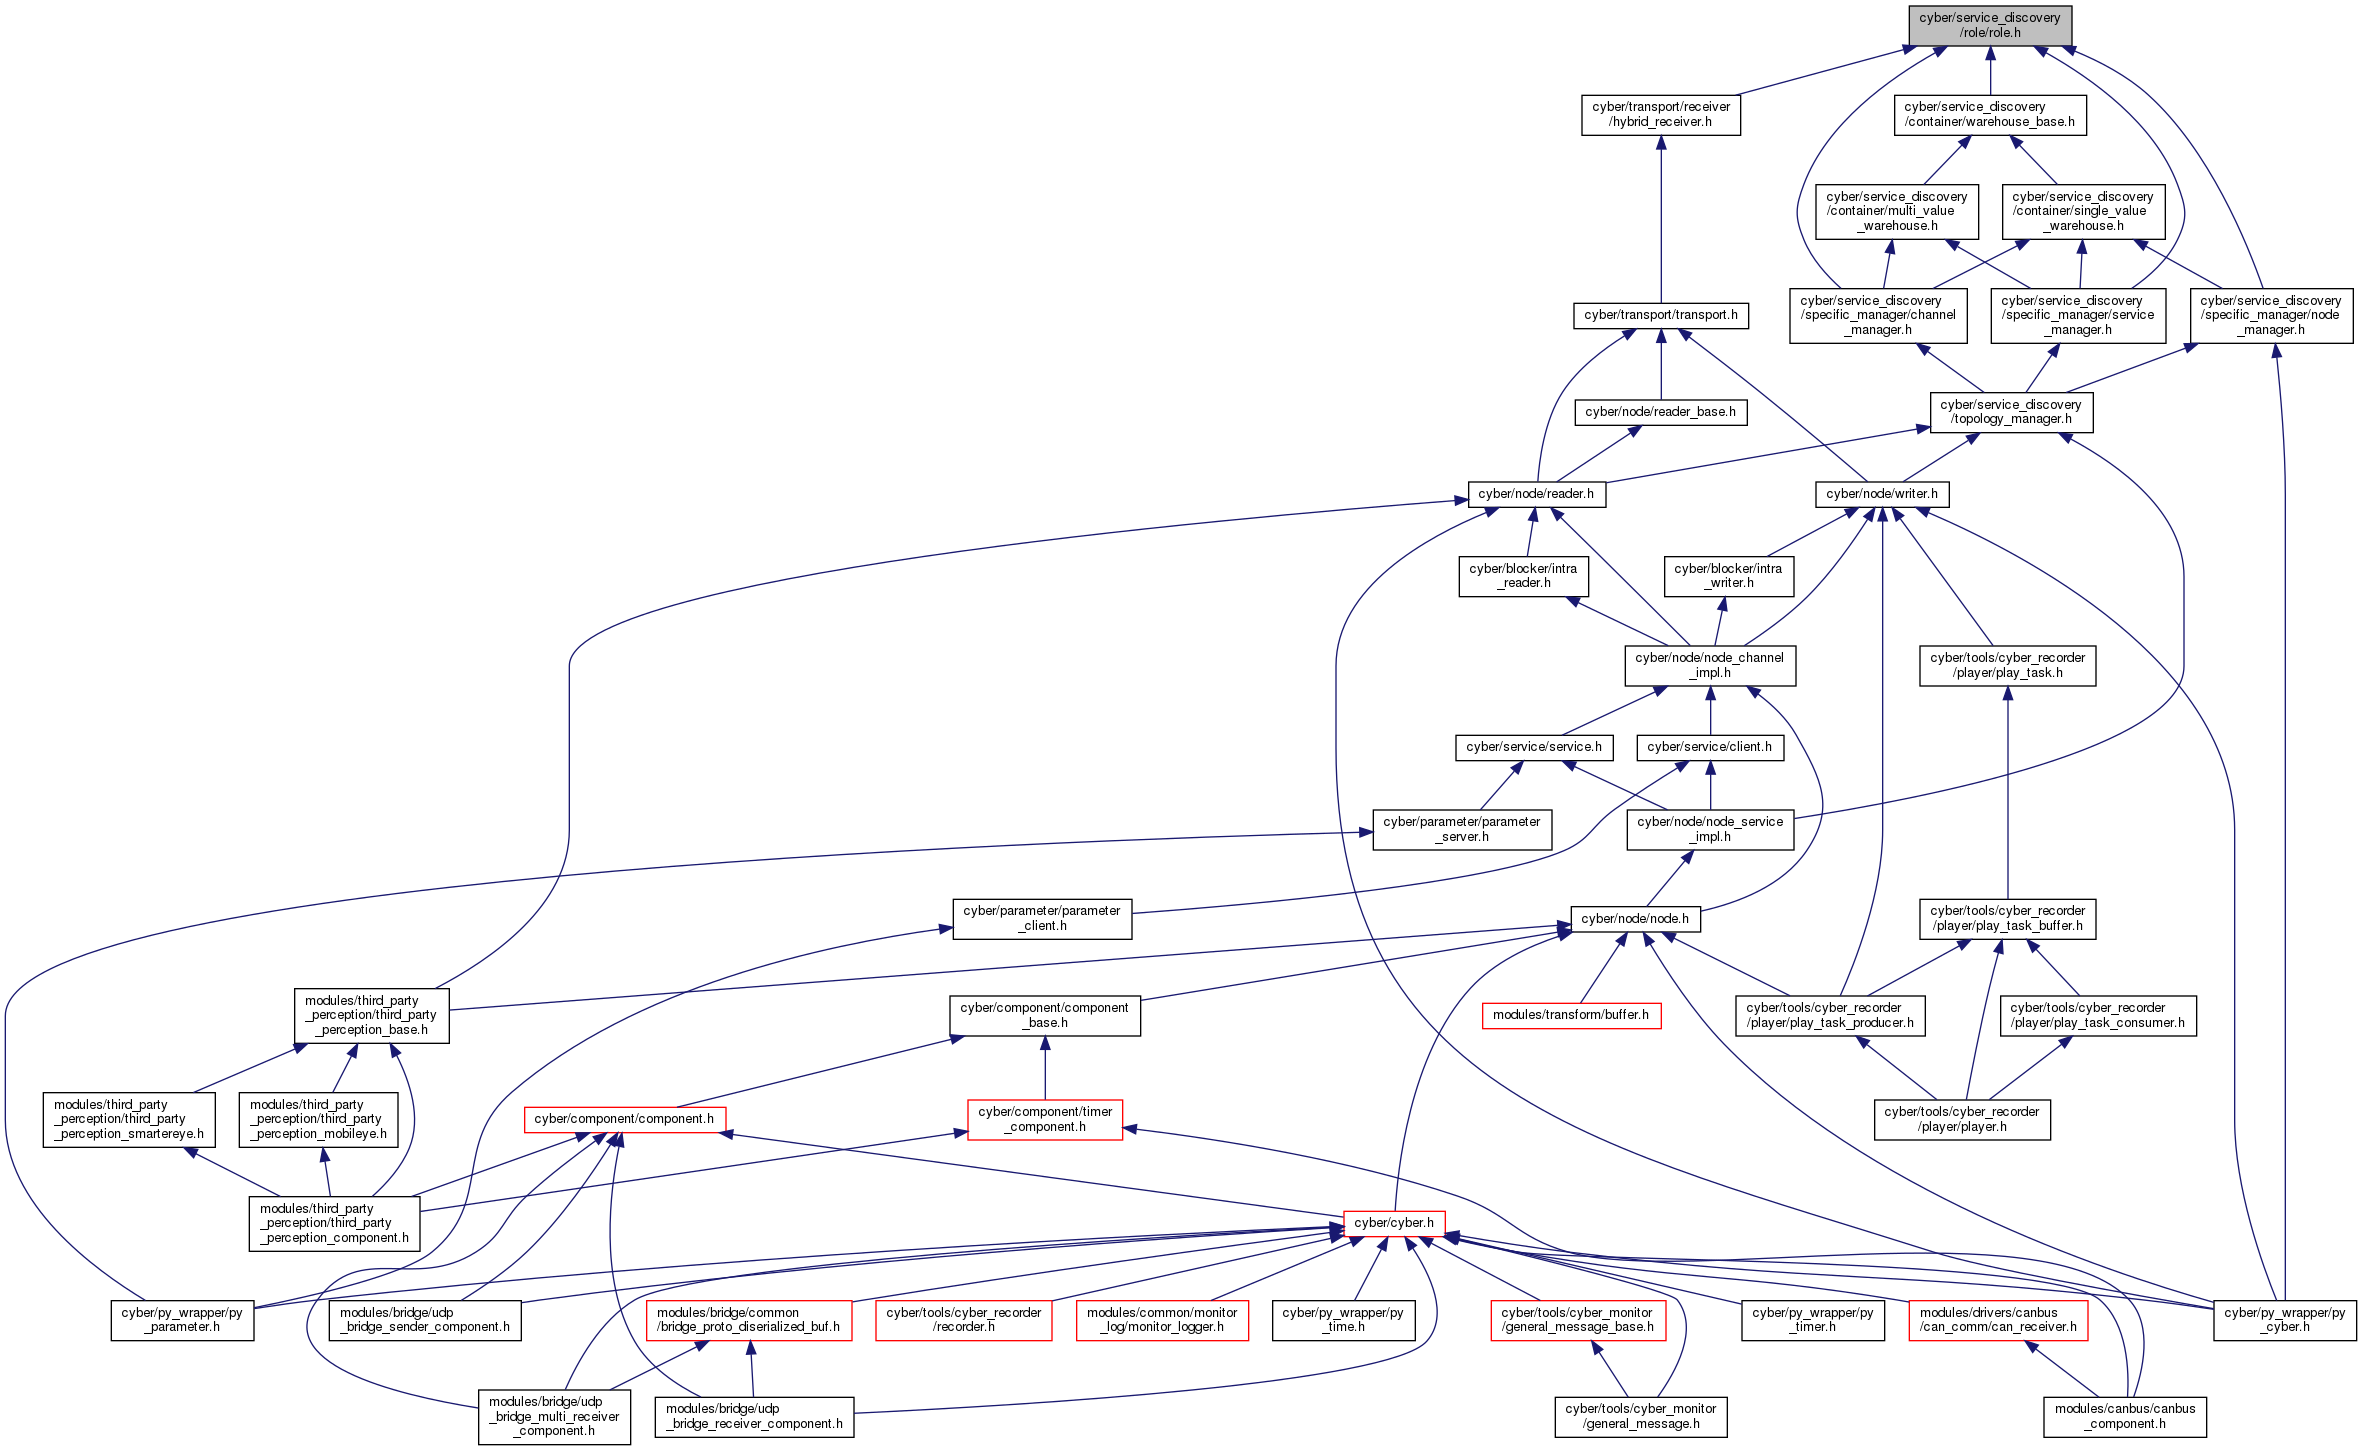 cyber/service_discovery
/role/role.h
cyber/transport/receiver
/hybrid_receiver.h
cyber/service_discovery
/container/warehouse_base.h
cyber/service_discovery
/container/multi_value
_warehouse.h
cyber/service_discovery
/container/single_value
_warehouse.h
cyber/transport/transport.h
cyber/service_discovery
/specific_manager/channel
_manager.h
cyber/service_discovery
/specific_manager/service
_manager.h
cyber/service_discovery
/specific_manager/node
_manager.h
cyber/node/reader_base.h
cyber/service_discovery
/topology_manager.h
cyber/node/reader.h
cyber/node/writer.h
cyber/blocker/intra
_reader.h
cyber/blocker/intra
_writer.h
cyber/node/node_channel
_impl.h
cyber/tools/cyber_recorder
/player/play_task.h
cyber/service/service.h
cyber/service/client.h
cyber/parameter/parameter
_server.h
cyber/node/node_service
_impl.h
cyber/parameter/parameter
_client.h
cyber/node/node.h
cyber/tools/cyber_recorder
/player/play_task_buffer.h
modules/third_party
_perception/third_party
_perception_base.h
cyber/component/component
_base.h
modules/transform/buffer.h
cyber/tools/cyber_recorder
/player/play_task_producer.h
cyber/tools/cyber_recorder
/player/play_task_consumer.h
modules/third_party
_perception/third_party
_perception_smartereye.h
modules/third_party
_perception/third_party
_perception_mobileye.h
cyber/component/component.h
cyber/component/timer
_component.h
cyber/tools/cyber_recorder
/player/player.h
modules/third_party
_perception/third_party
_perception_component.h
cyber/cyber.h
cyber/py_wrapper/py
_parameter.h
modules/bridge/udp
_bridge_sender_component.h
modules/bridge/common
/bridge_proto_diserialized_buf.h
cyber/tools/cyber_recorder
/recorder.h
modules/common/monitor
_log/monitor_logger.h
cyber/py_wrapper/py
_time.h
cyber/tools/cyber_monitor
/general_message_base.h
cyber/py_wrapper/py
_timer.h
modules/drivers/canbus
/can_comm/can_receiver.h
cyber/py_wrapper/py
_cyber.h
modules/bridge/udp
_bridge_multi_receiver
_component.h
modules/bridge/udp
_bridge_receiver_component.h
cyber/tools/cyber_monitor
/general_message.h
modules/canbus/canbus
_component.h